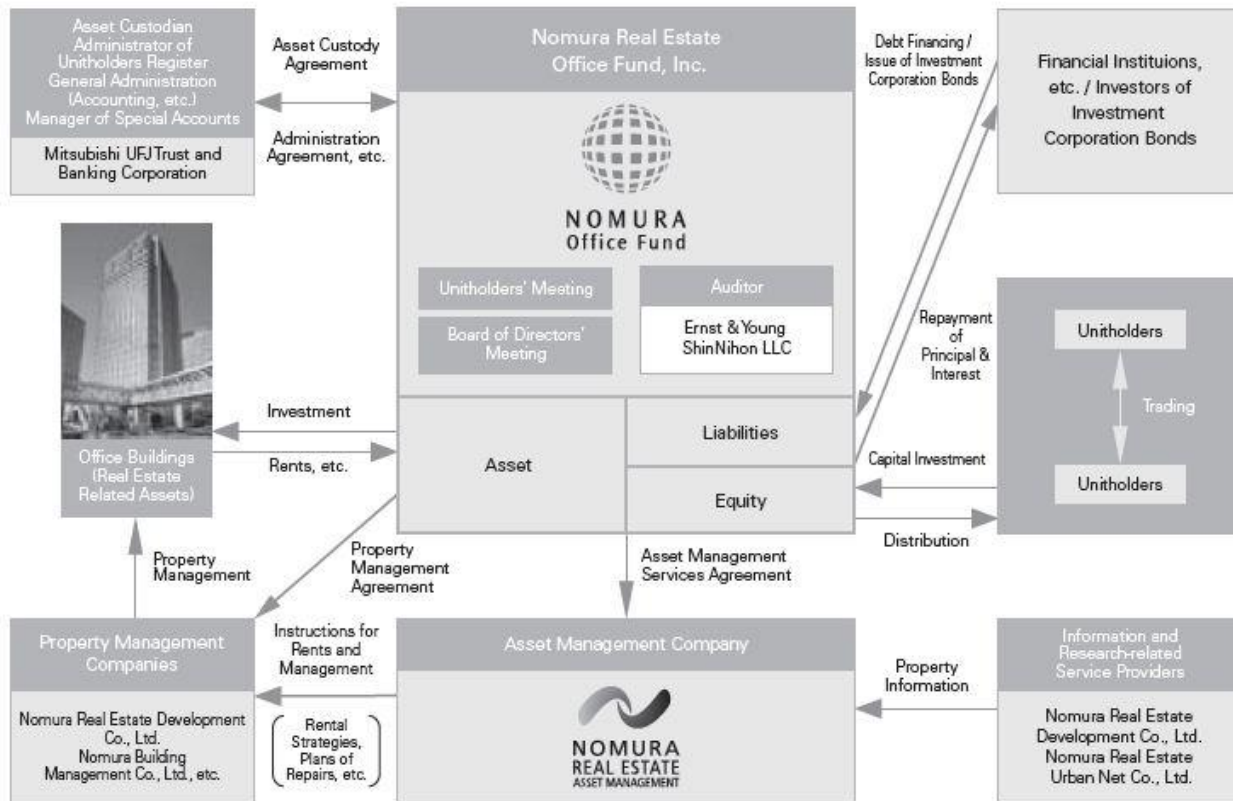 Asset Custodian
Administrator of
Unitholders Register
General Administration
(Accounting, etc.)
Manager of Special Accounts
Mitsubishi UFJ Trust and
Banking Corporation
Asset Custody
Agreement
Administration
Agreement, etc.
Nomura Real Estate
Office Fund, Inc.
NOMURA
Office Fund
Unitholders' Meeting
Board of Directors'
Meeting
Auditor
Ernst & Young
ShinNihon LLC
Debt Financing /
Issue of Investment
Corporation Bonds
Financial Instituions,
etc. / Investors of
Investment
Corporation Bonds
Repayment
of
Principal &
Interest
Unitholders
Trading
Unitholders
Investment
Rents, etc.
Office Buildings
(Real Estate
Related Assets)
Asset
Liabilities
Equity
Capital Investment
Distribution
Property
Management
Property
Management
Agreement
Asset Management
Services Agreement
Property Management
Companies
Nomura Real Estate Development
Co., Ltd.
Nomura Building
Management Co., Ltd., etc.
Instructions for
Rents and
Management
Rental
Strategies,
Plans of
Repairs, etc.
Asset Management Company
NOMURA
REAL ESTATE
ASSET MANAGEMENT
Property
Information
Information and
Research-related
Service Providers
Nomura Real Estate
Development Co., Ltd.
Nomura Real Estate
Urban Net Co., Ltd.